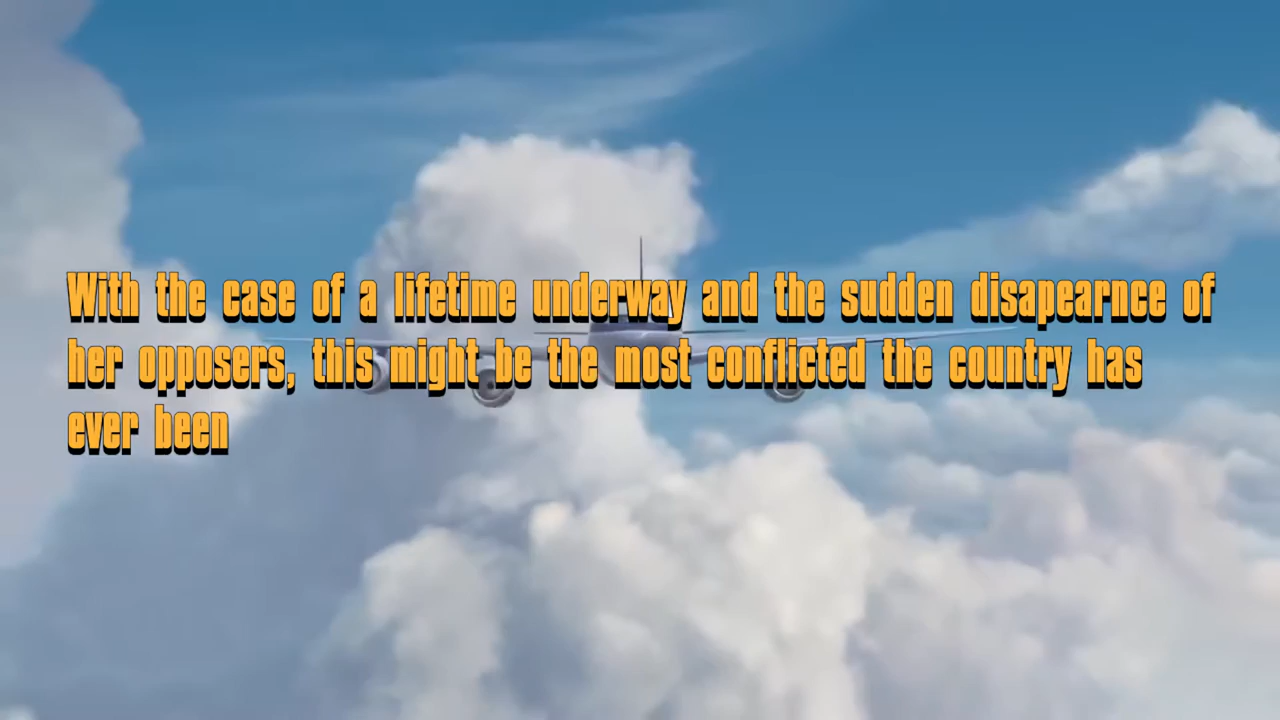 With the case of a lifetime underway and the sudden disapearnce of
her opposers, this might be the most conflicted the country has
ever been